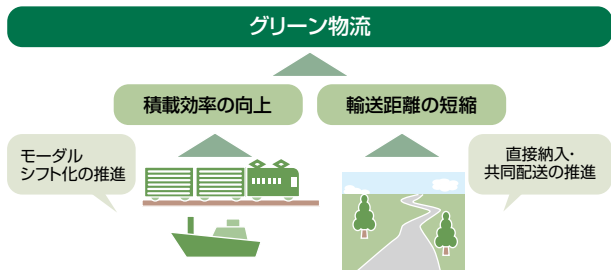 グリーン物流
積載効率の向上
輸送距離の短縮
モーダル
シフト化の推進
直接納入・
共同配送の推進